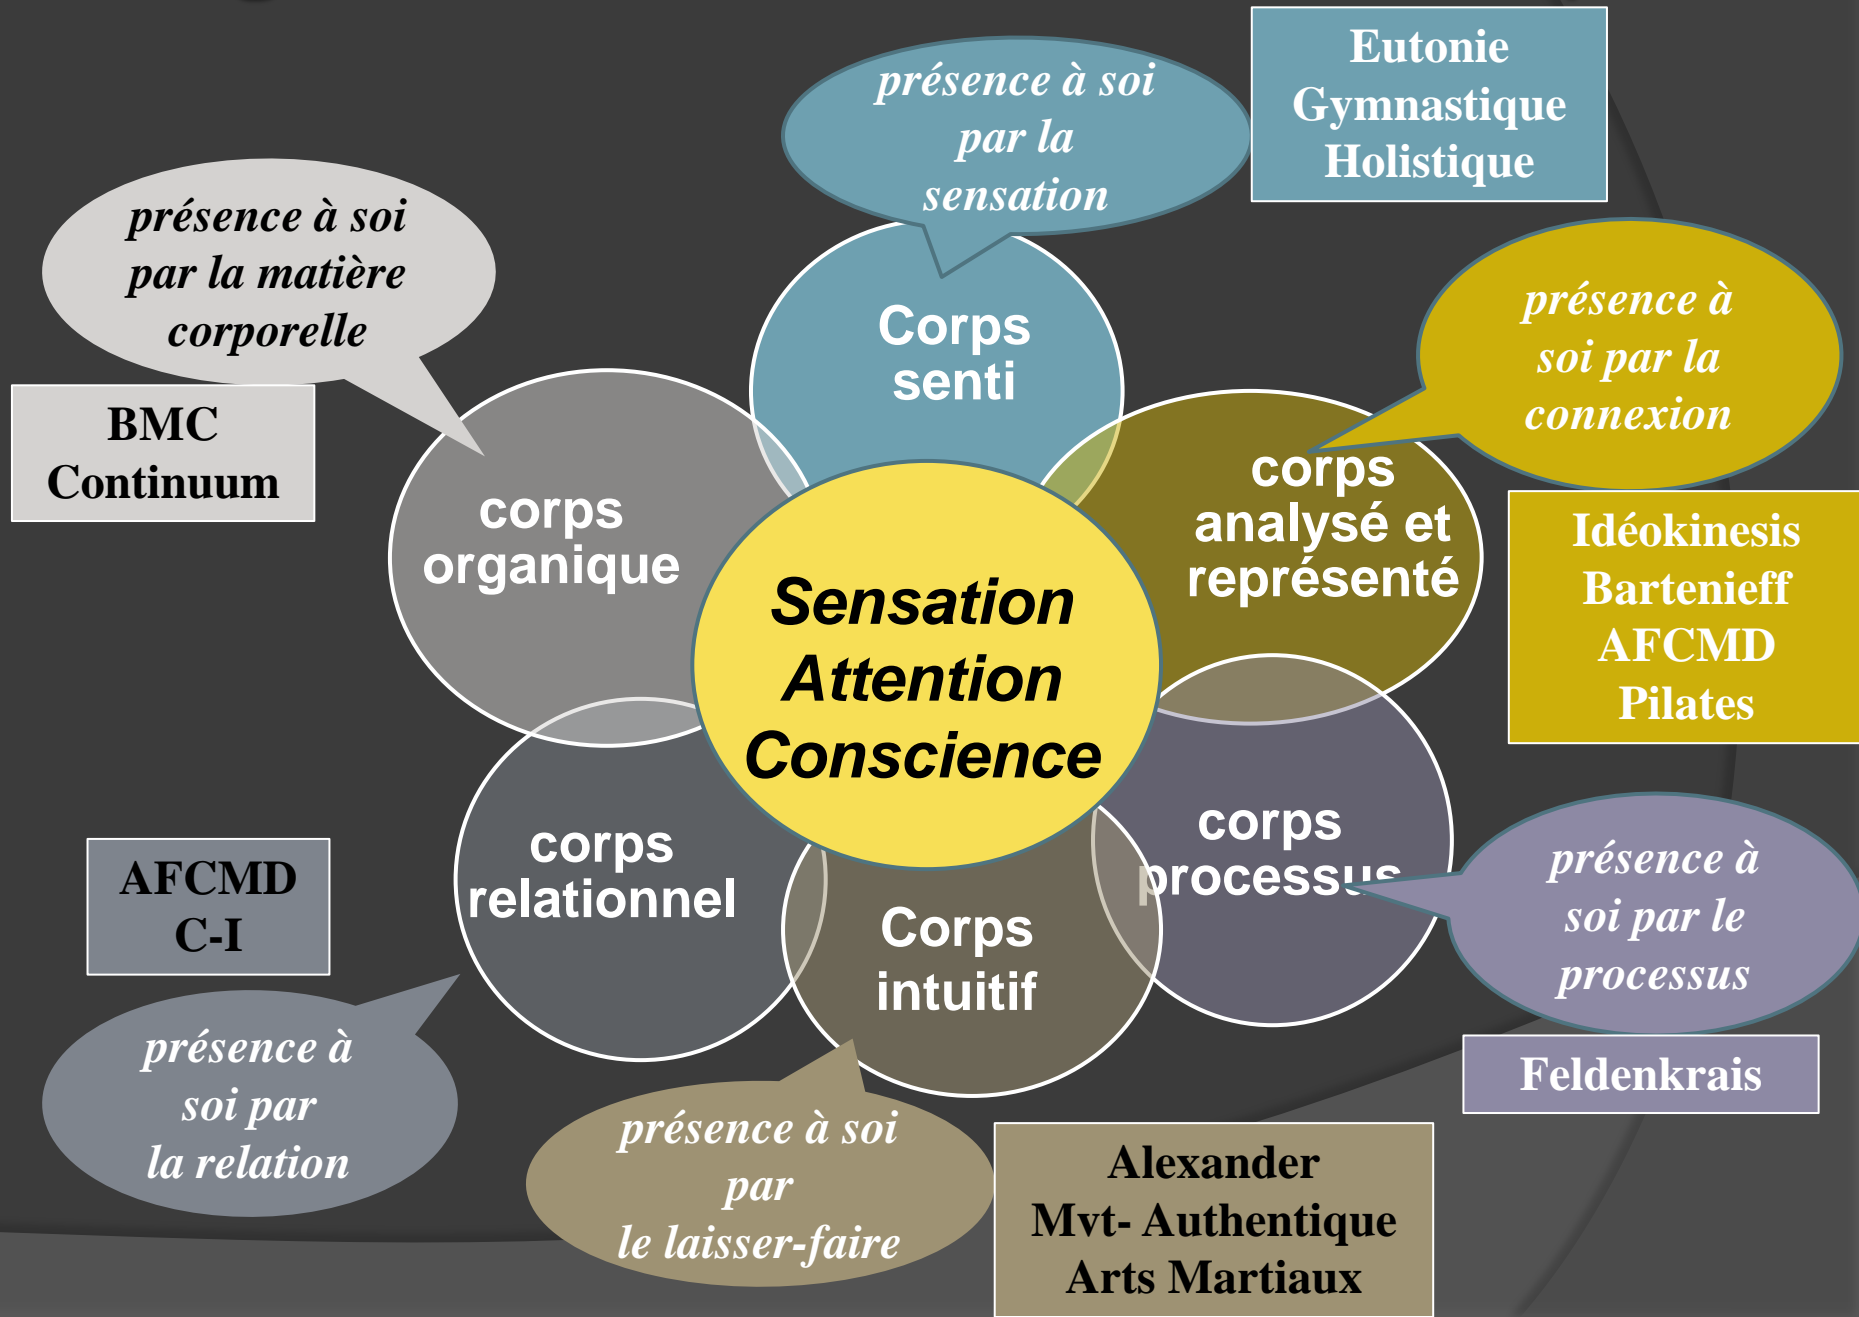 présence à soi
par la
sensation
Eutonie
Gymnastique
Holistique
Corps
senti
présence à soi
par la matière
corporelle
BMC
Continuum
corps
organique
présence à
soi par la
connexion
corps
analysé et
représenté
Idéokinesis
Bartenieff
AFCMD
Pilates
Sensation
Attention
Conscience
corps
processus
présence à
soi par le
processus
Feldenkrais
corps
relationnel
AFCMD
C-I
présence à
soi par
la relation
Corps
intuitif
présence à soi
par
le laisser-faire
Alexander
Mvt- Authentique
Arts Martiaux